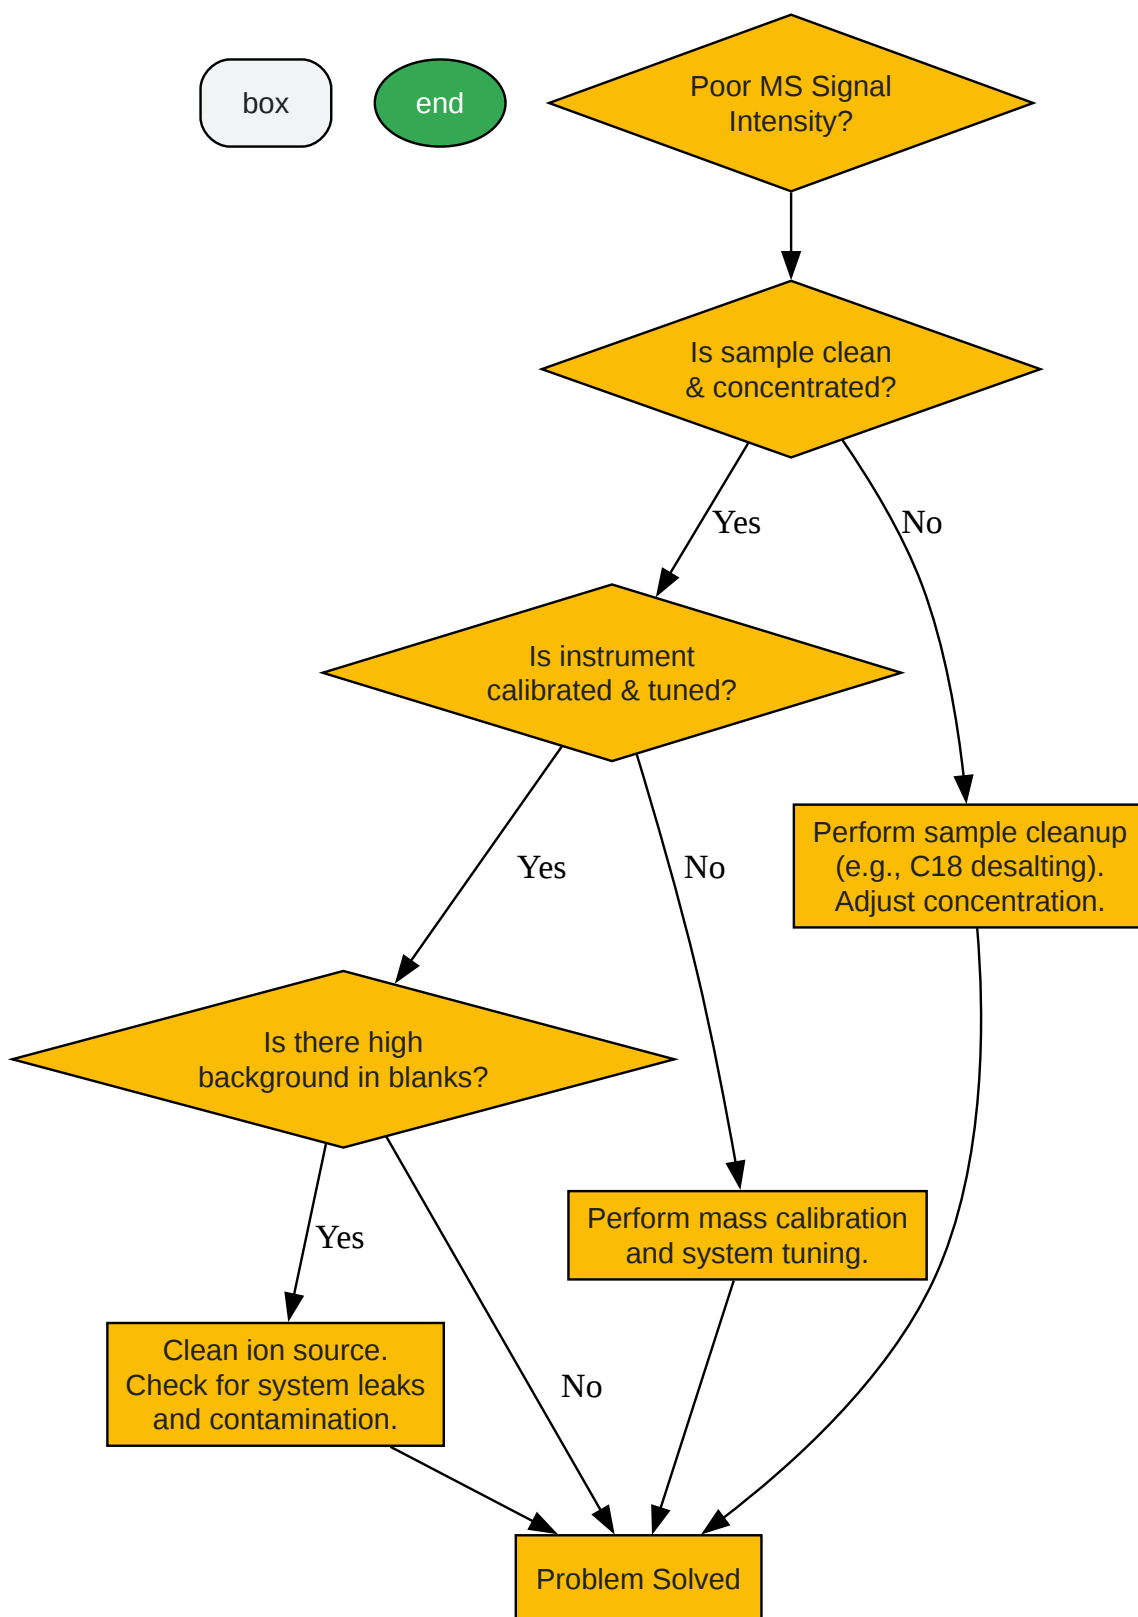 box
end
Poor MS Signal
Intensity?
Is sample clean
& concentrated?
Yes
No
Is instrument
calibrated & tuned?
Yes
No
Perform sample cleanup
(e.g., C18 desalting).
Adjust concentration.
Is there high
background in blanks?
Yes
No
Perform mass calibration
and system tuning.
Clean ion source.
Check for system leaks
and contamination.
Problem Solved